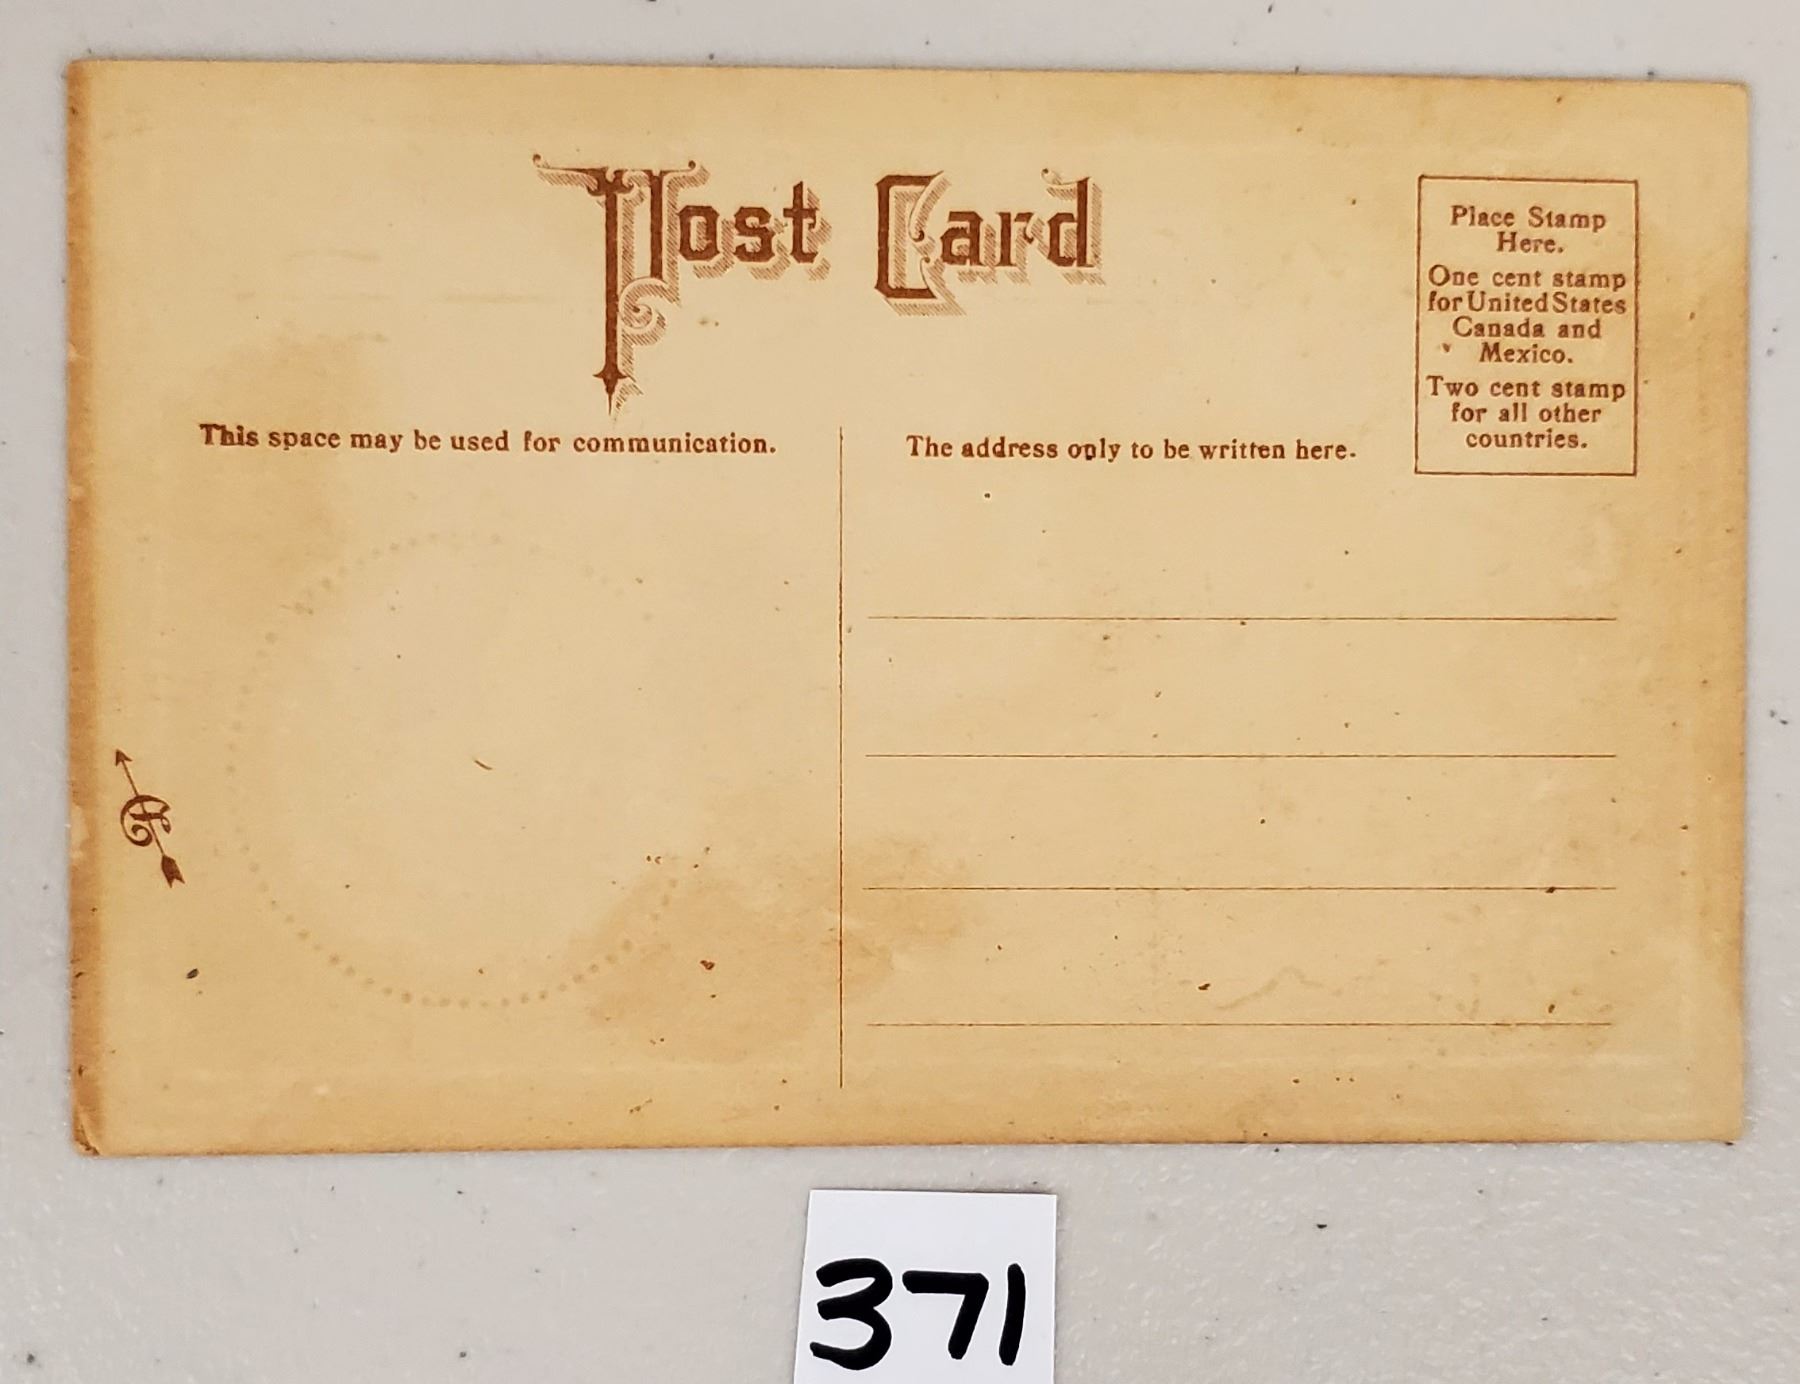 Post Card
Place Stamp
Here.
One cent stamp
for United States
Canada and
Mexico.
Two cent stamp
for all other
countries.
This space may be used for communication.
The address only to be written here.
371